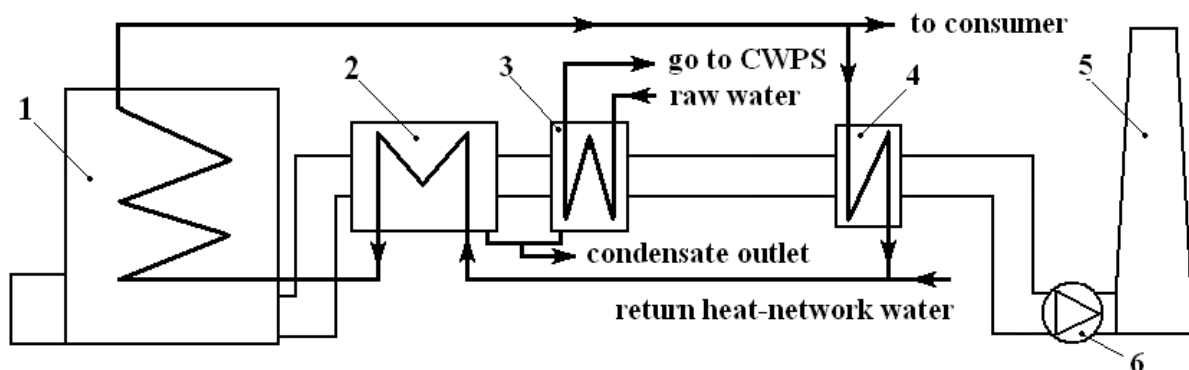 to consumer
go to CWPS
raw water
1
2
3
4
5
condensate outlet
return heat-network water
6